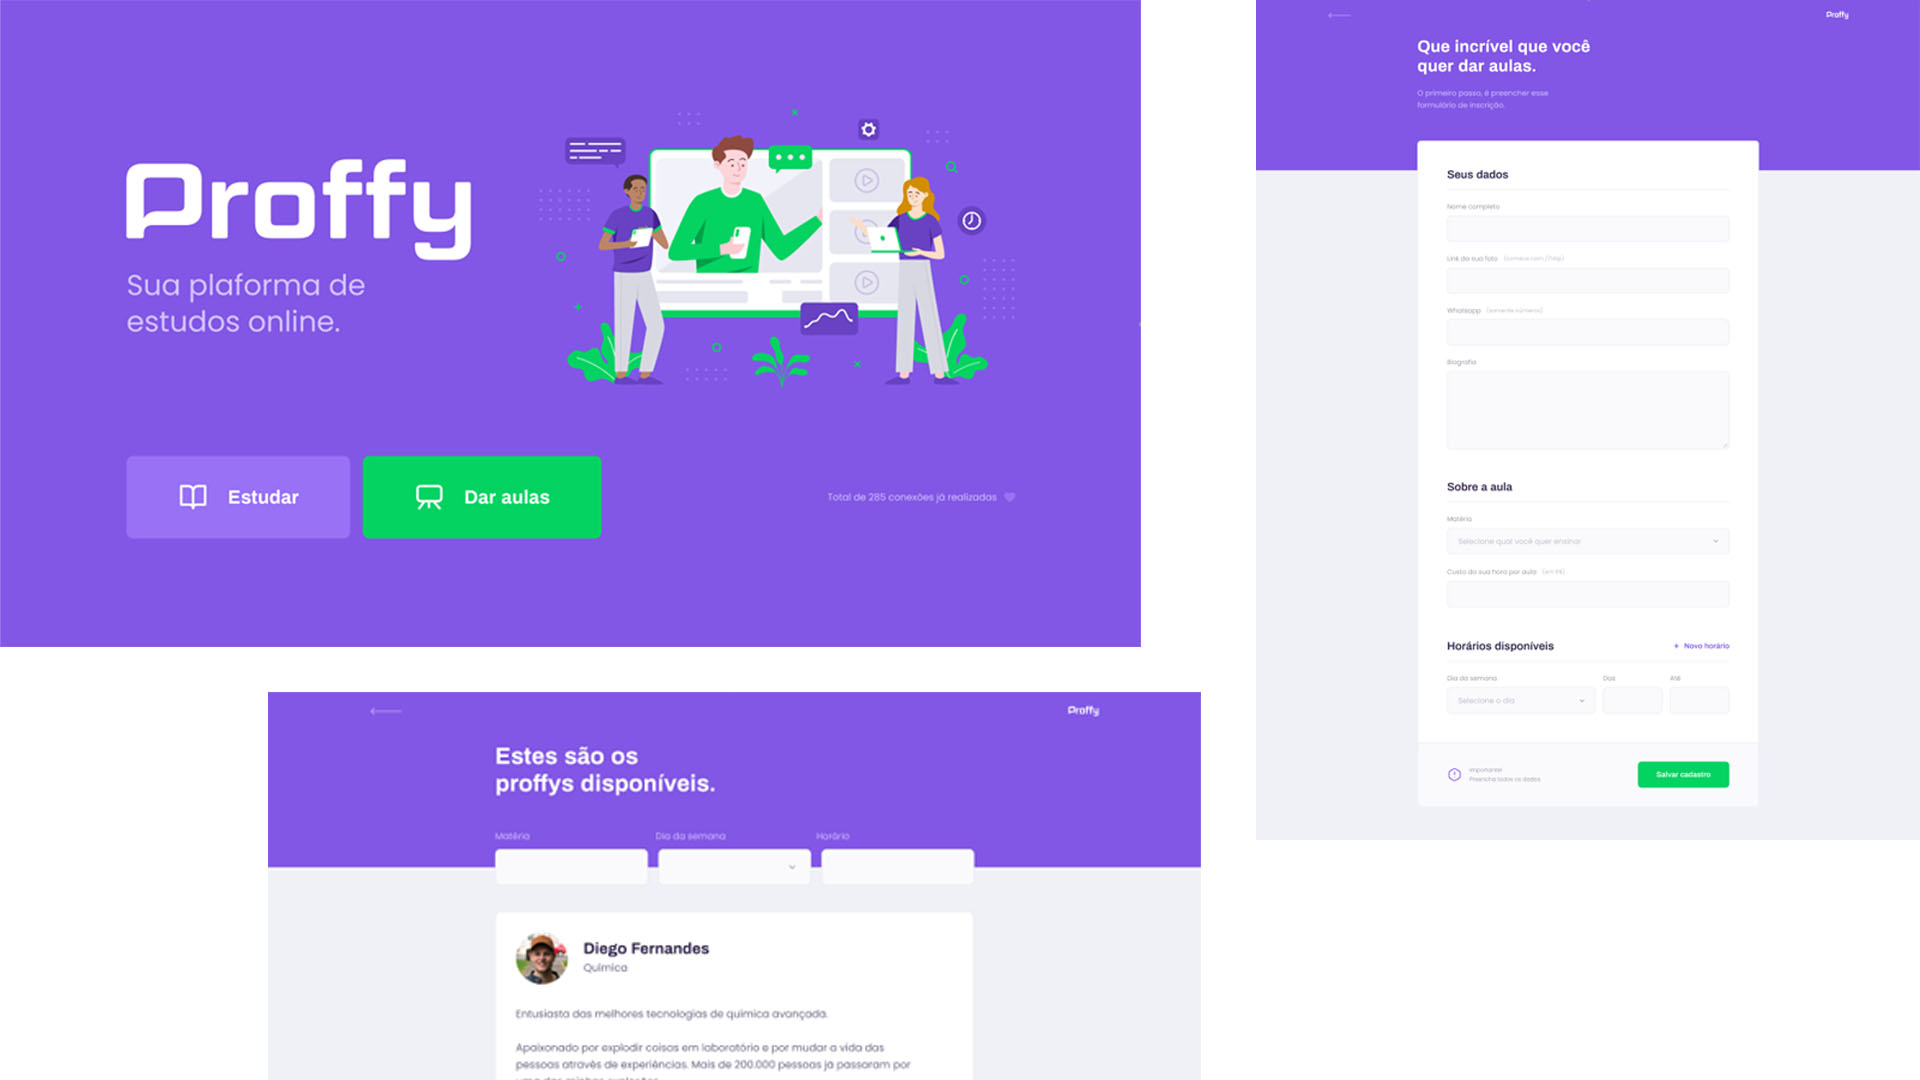 Proffy
Sua plaforma de
estudos online.
Estudar
Dar aulas
Total de 285 conexões já realizadas
Proffy
Que incrível que você
quer dar aulas.
O primeiro passo, é preencher esse
formulário de inscrição.
Seus dados
Nome completo
Link da sua foto (comece com //http)
Whatsapp (somente números)
Biografia
Sobre a aula
Matéria
Selecione qual você quer ensinar
Custo da sua hora por aula (em R$)
Horários disponíveis
+ Novo horário
Dia da semana Das Até
Selecione o dia
Importante!
Preencha todos os dados
Salvar cadastro
Proffy
Estes são os
proffys disponíveis.
Matéria Dia da semana Horário
Diego Fernandes
Química
Entusiasta das melhores tecnologias de química avançada.
Apaixonado por explodir coisas em laboratório e por mudar a vida das
pessoas através de experiências. Mais de 200.000 pessoas já passaram por